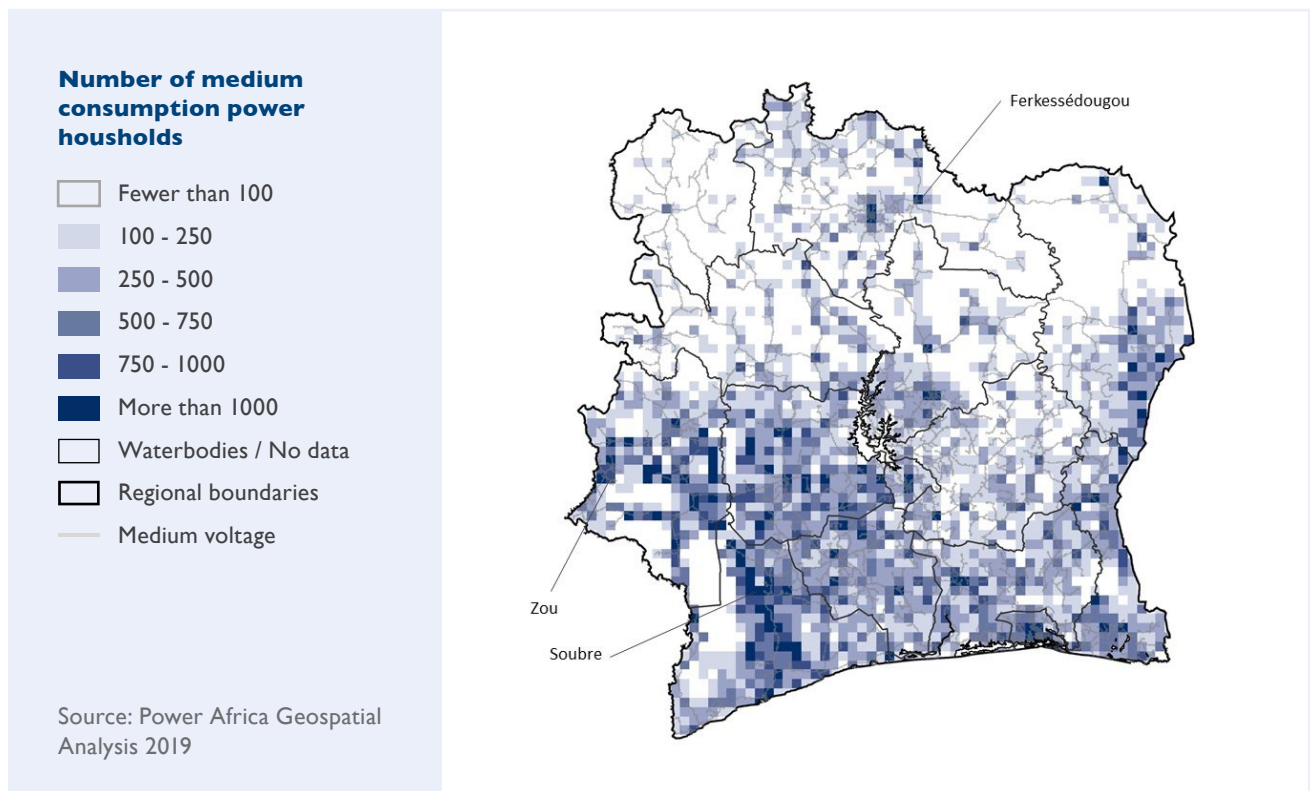 Number of medium
consumption power
housholds
Fewer than 100
100 - 250
250 - 500
500 - 750
750 - 1000
More than 1000
Waterbodies / No data
Regional boundaries
Medium voltage
Source: Power Africa Geospatial
Analysis 2019
Ferkessédougou
Zou
Soubre